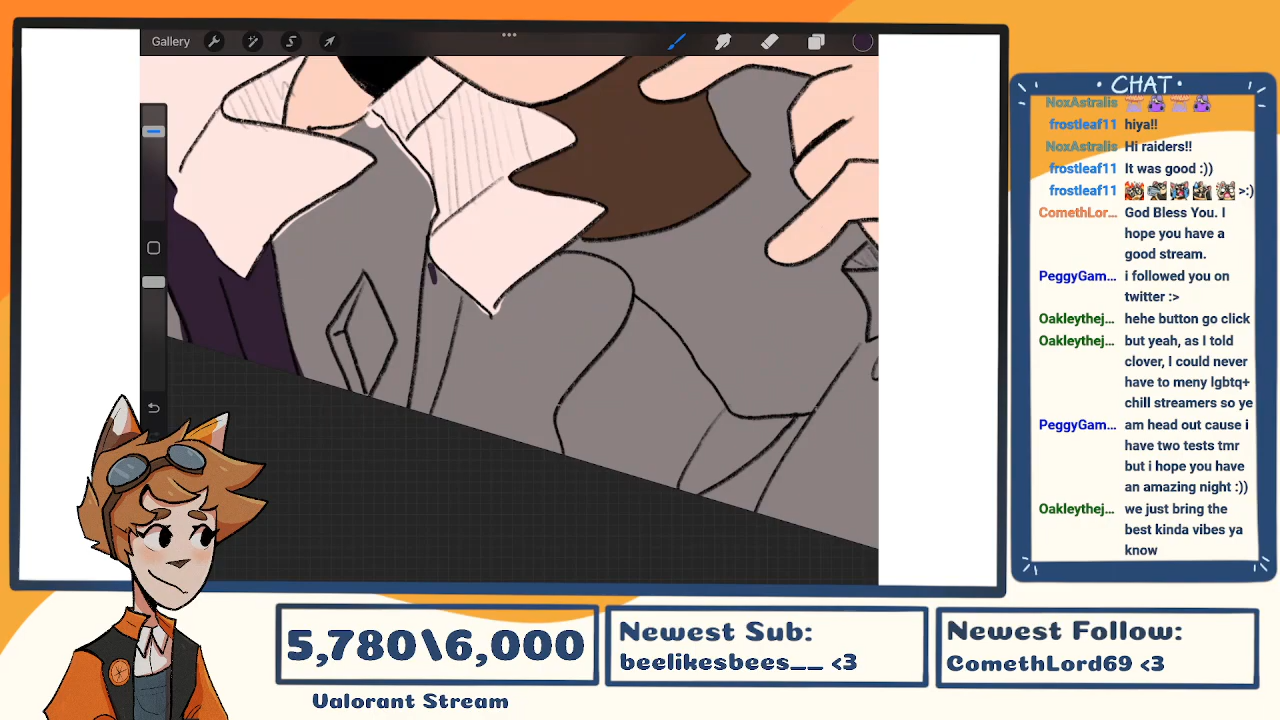 Gallery
• CHAT •
NoxAstralis
frostleaf11 hiya!!
NoxAstralis Hi raiders!!
frostleaf11 It was good :))
frostleaf11 >:)
ComethLor... God Bless You. I
hope you have a
good stream.
PeggyGam... i followed you on
twitter :>
Oakleythej... hehe button go click
Oakleythej... but yeah, as I told
clover, I could never
have to meny lgbtq+
chill streamers so ye
PeggyGam... am head out cause i
have two tests tmr
but i hope you have
an amazing night :))
Oakleythej... we just bring the
best kinda vibes ya
know
5,780\6,000
Valorant Stream
Newest Sub:
beelikesbees__ <3
Newest Follow:
ComethLord69 <3